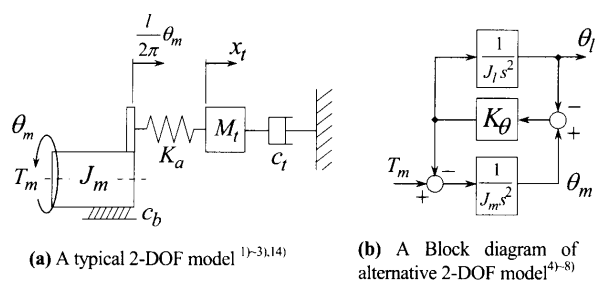 l
2π
θm
xt
θm
Tm
Jm
Ka
Mt
ct
cb
(a) A typical 2-DOF model 1)~3),14)
1
Jl s²
θl
Kθ
−
+
Tm
−
+
1
Jm s²
θm
(b) A Block diagram of
alternative 2-DOF model4)~8)